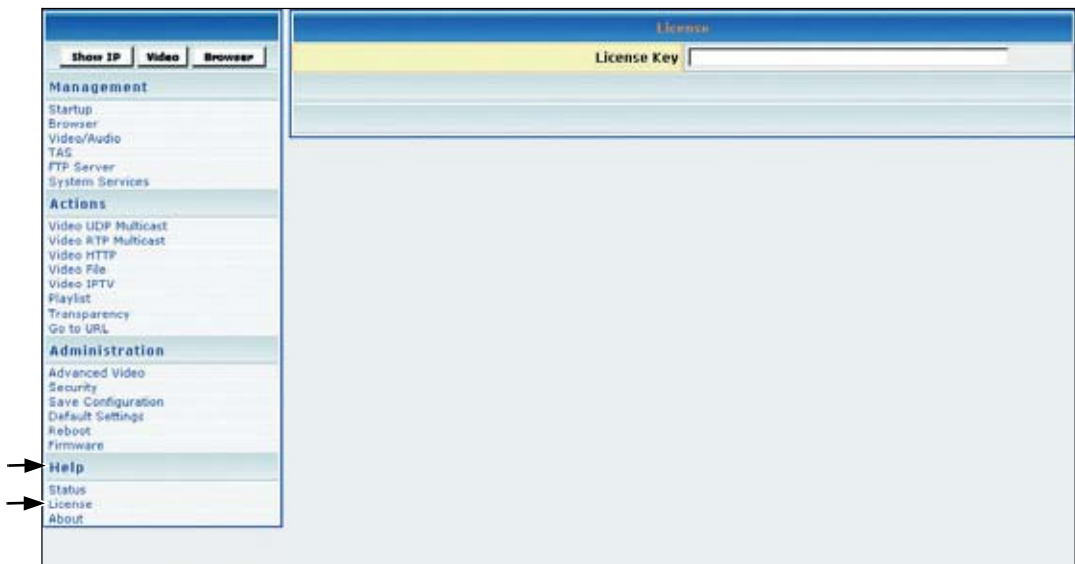 Show IP Video Browser
Management
Startup
Browser
Video/Audio
TAS
FTP Server
System Services
Actions
Video UDP Multicast
Video RTP Multicast
Video HTTP
Video File
Video IPTV
Playlist
Transparency
Go to URL
Administration
Advanced Video
Security
Save Configuration
Default Settings
Reboot
Firmware
Help
Status
License
About
License
License Key